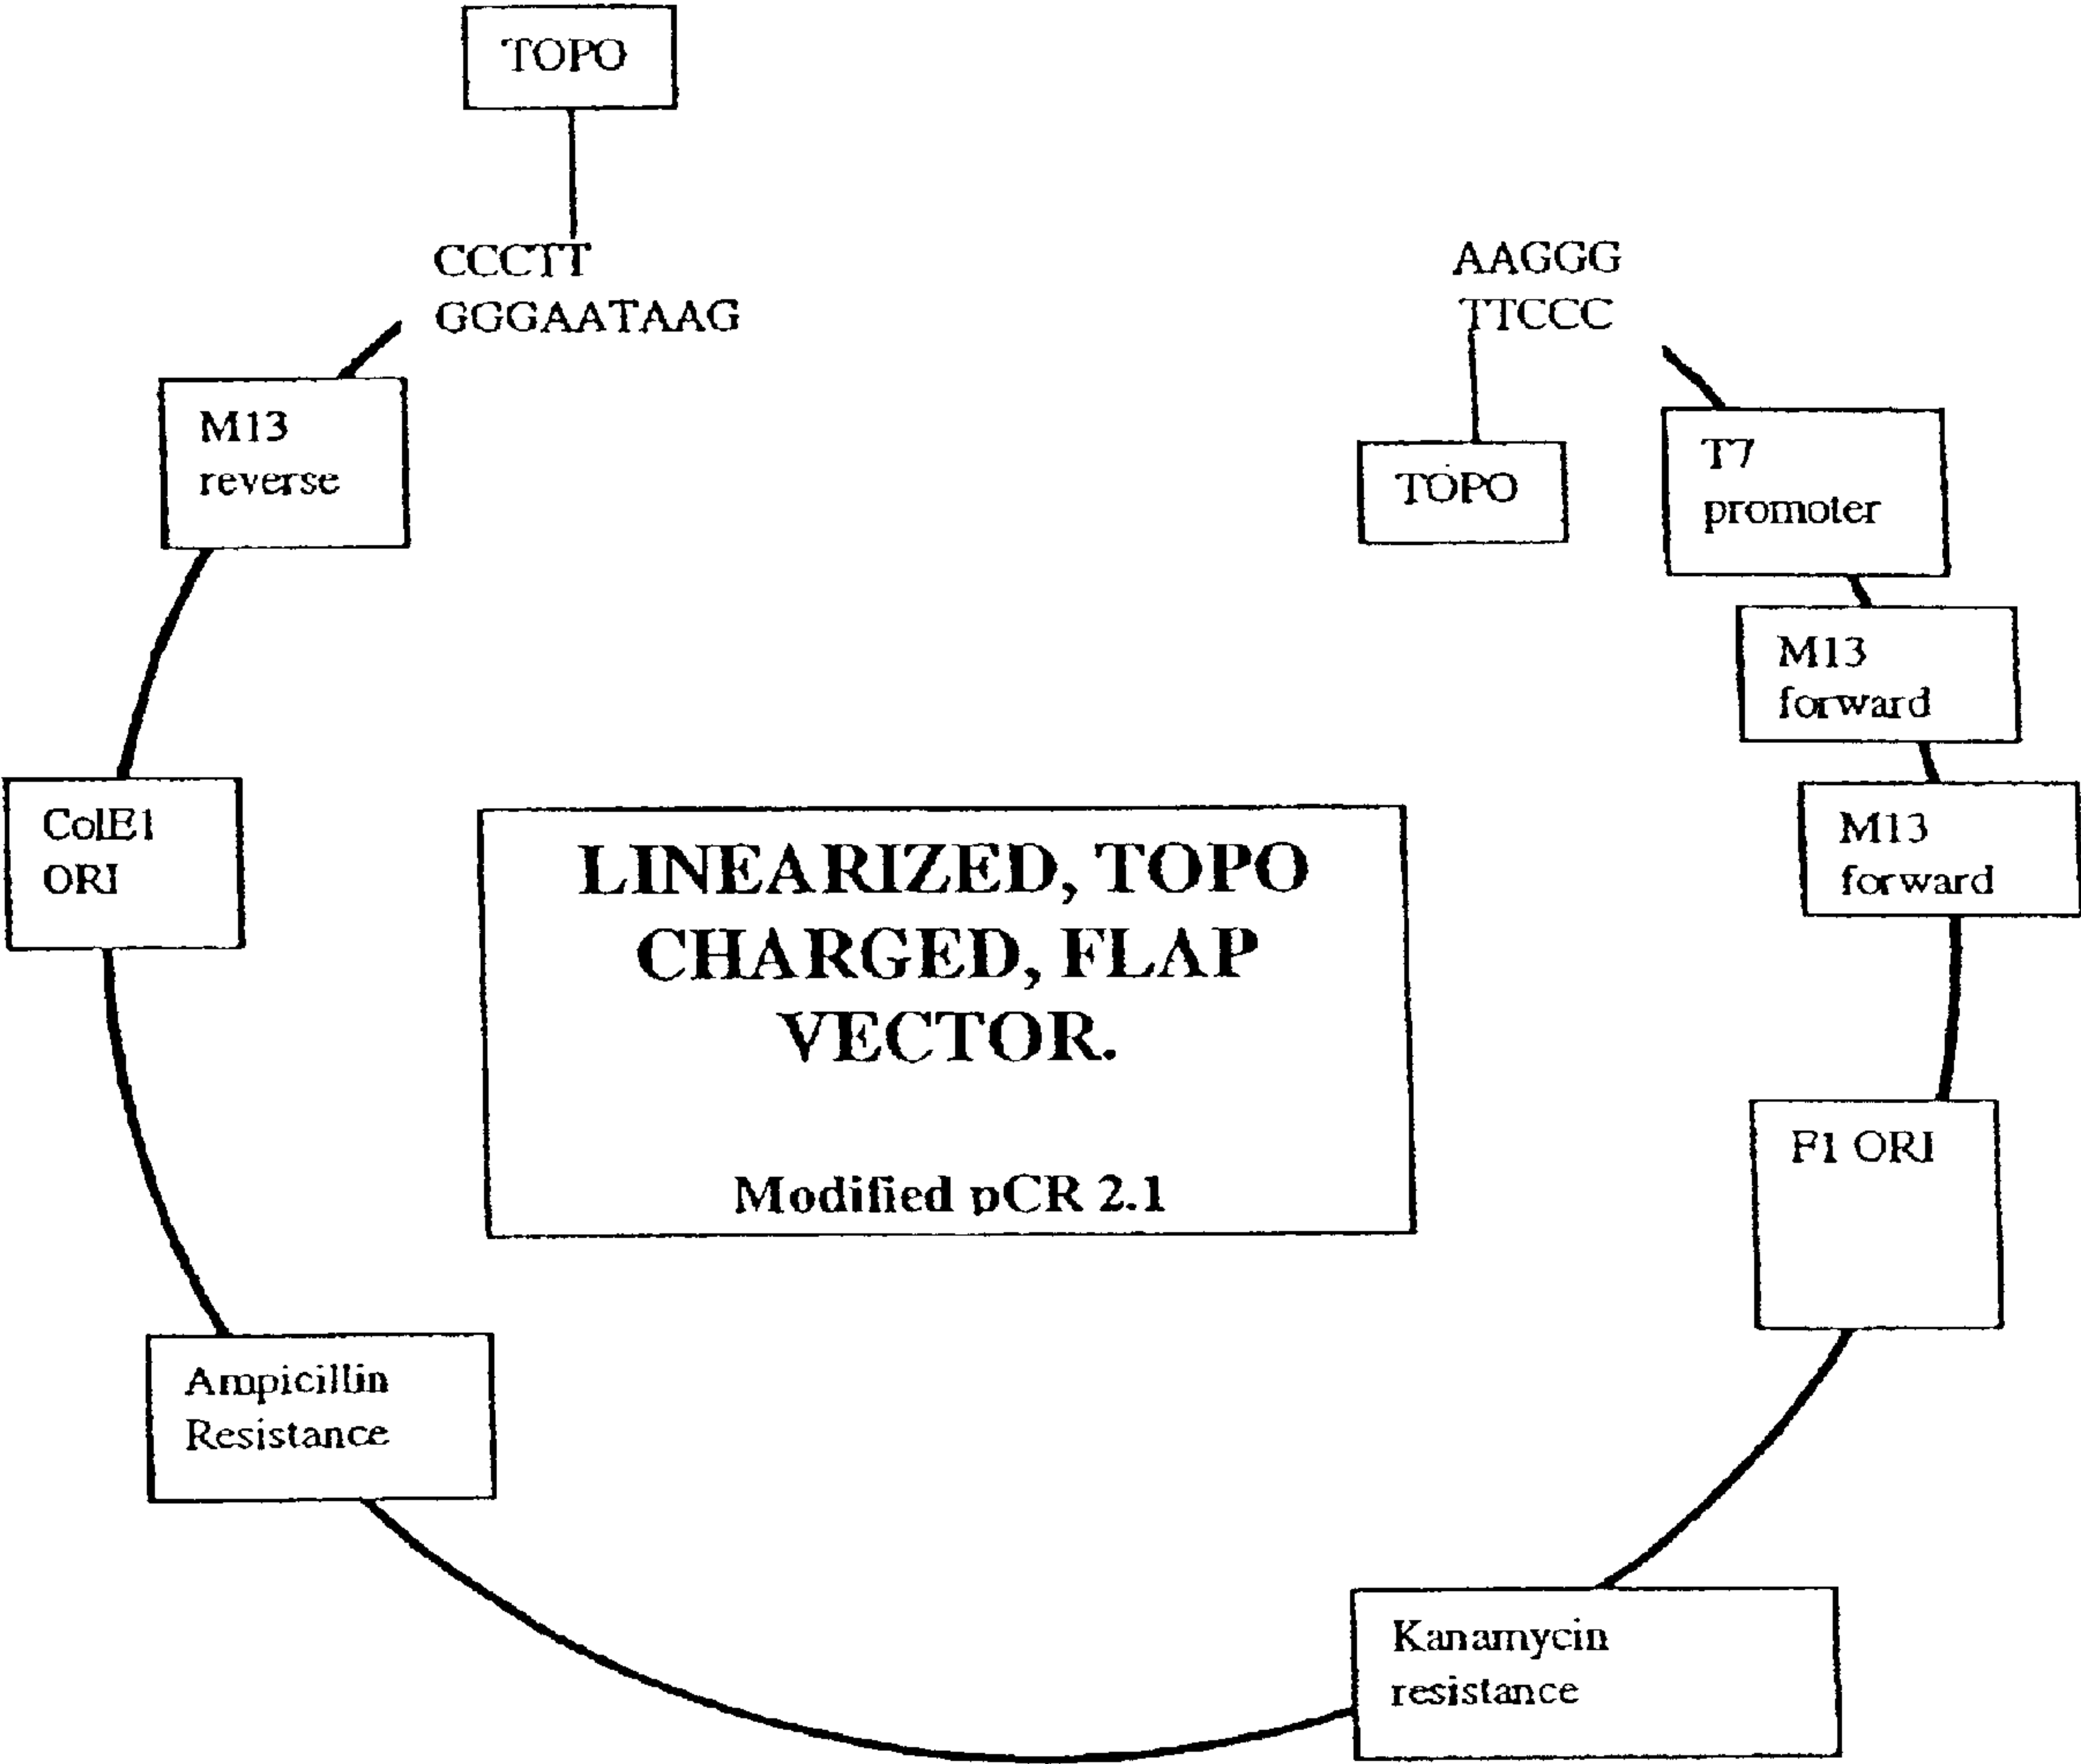 TOPO
CCCTT
GGGAATAAG
AAGGG
TTCCC
TOPO
M13
reverse
T7
promoter
M13
forward
M13
forward
ColE1
ORI
LINEARIZED, TOPO
CHARGED, FLAP
VECTOR.
Modified pCR 2.1
F1 ORI
Ampicillin
Resistance
Kanamycin
resistance